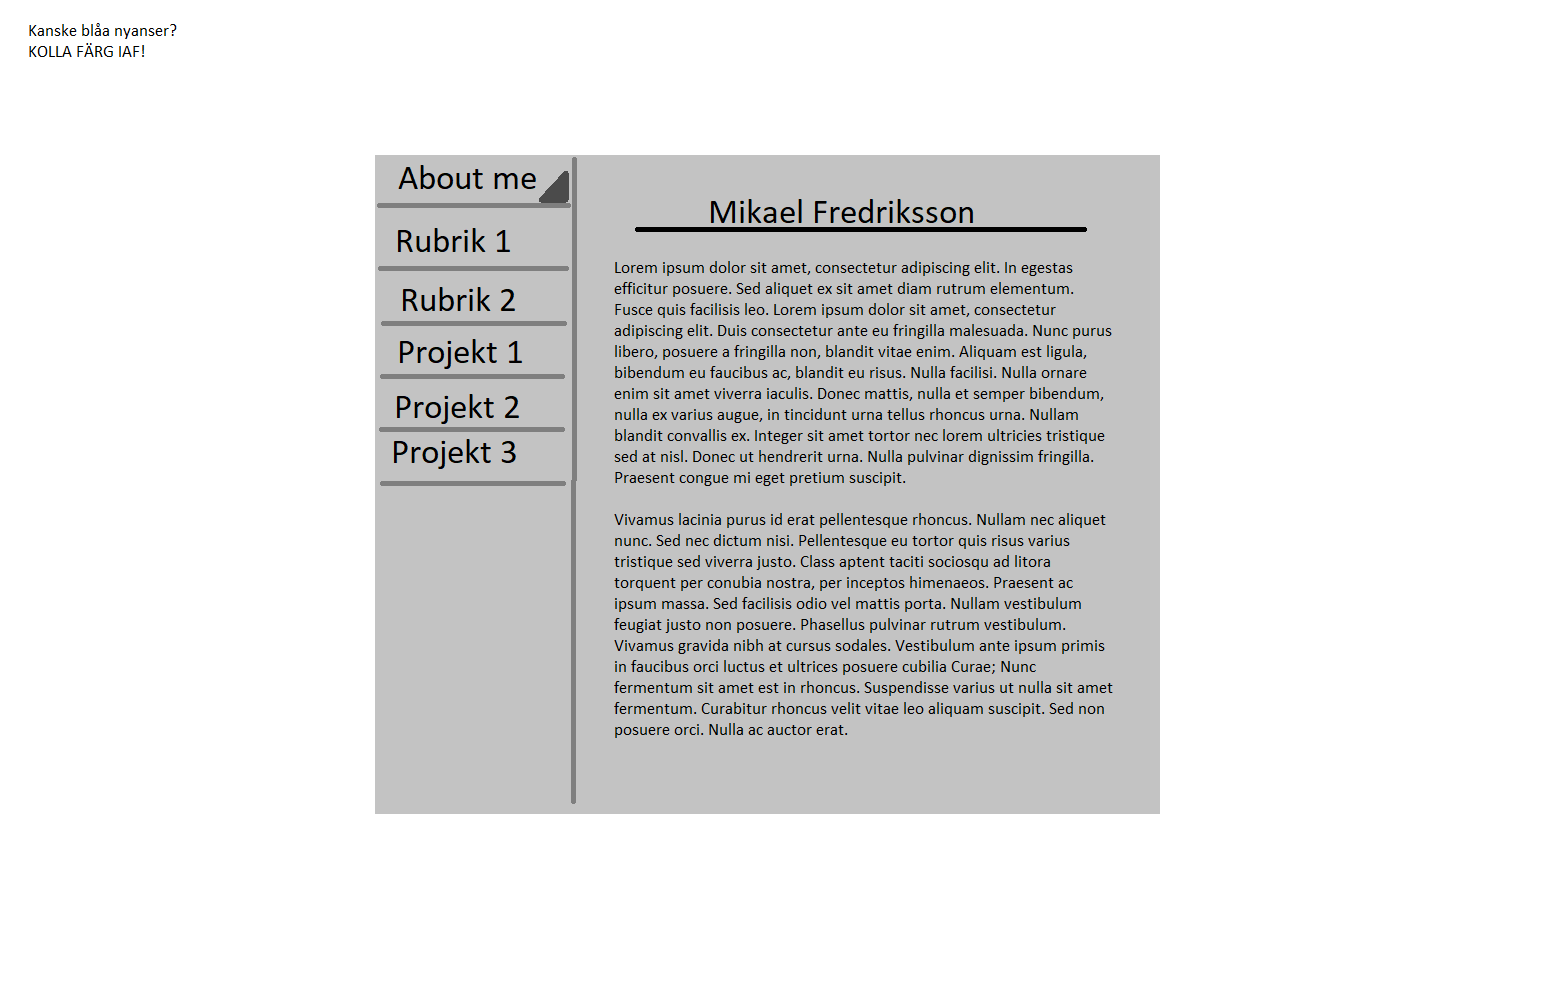 Kanske blåa nyanser?
KOLLA FÄRG IAF!
About me
Rubrik 1
Rubrik 2
Projekt 1
Projekt 2
Projekt 3
Mikael Fredriksson
Lorem ipsum dolor sit amet, consectetur adipiscing elit. In egestas
efficitur posuere. Sed aliquet ex sit amet diam rutrum elementum.
Fusce quis facilisis leo. Lorem ipsum dolor sit amet, consectetur
adipiscing elit. Duis consectetur ante eu fringilla malesuada. Nunc purus
libero, posuere a fringilla non, blandit vitae enim. Aliquam est ligula,
bibendum eu faucibus ac, blandit eu risus. Nulla facilisi. Nulla ornare
enim sit amet viverra iaculis. Donec mattis, nulla et semper bibendum,
nulla ex varius augue, in tincidunt urna tellus rhoncus urna. Nullam
blandit convallis ex. Integer sit amet tortor nec lorem ultricies tristique
sed at nisl. Donec ut hendrerit urna. Nulla pulvinar dignissim fringilla.
Praesent congue mi eget pretium suscipit.
Vivamus lacinia purus id erat pellentesque rhoncus. Nullam nec aliquet
nunc. Sed nec dictum nisi. Pellentesque eu tortor quis risus varius
tristique sed viverra justo. Class aptent taciti sociosqu ad litora
torquent per conubia nostra, per inceptos himenaeos. Praesent ac
ipsum massa. Sed facilisis odio vel mattis porta. Nullam vestibulum
feugiat justo non posuere. Phasellus pulvinar rutrum vestibulum.
Vivamus gravida nibh at cursus sodales. Vestibulum ante ipsum primis
in faucibus orci luctus et ultrices posuere cubilia Curae; Nunc
fermentum sit amet est in rhoncus. Suspendisse varius ut nulla sit amet
fermentum. Curabitur rhoncus velit vitae leo aliquam suscipit. Sed non
posuere orci. Nulla ac auctor erat.